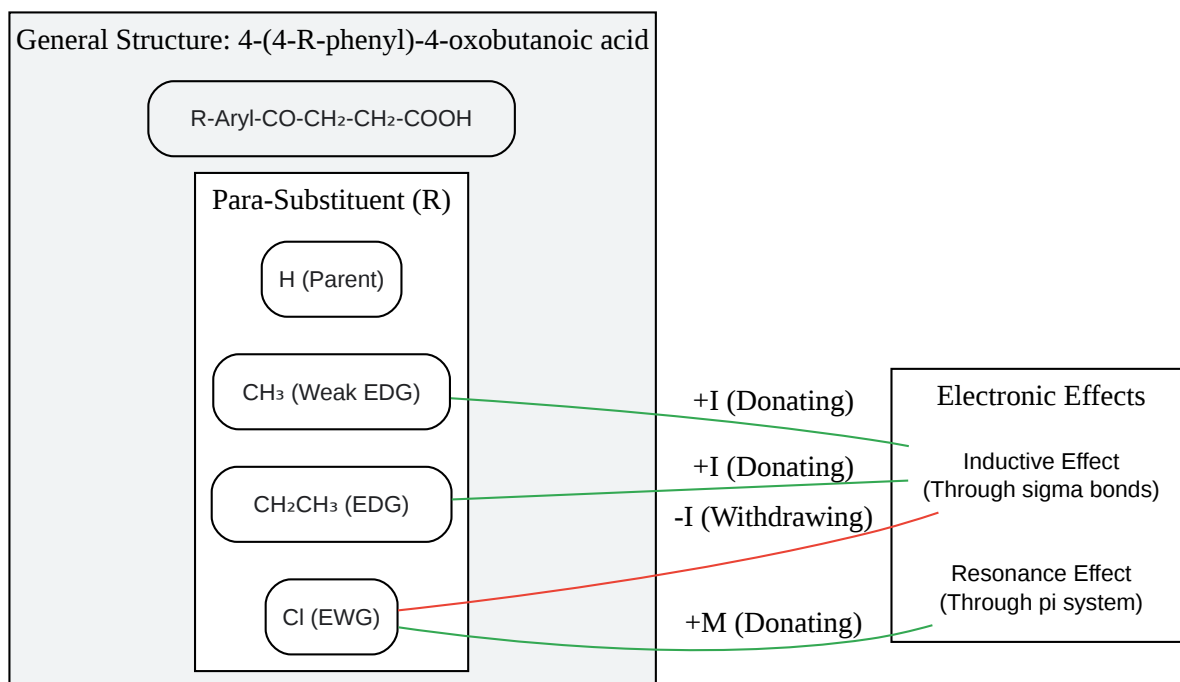 General Structure: 4-(4-R-phenyl)-4-oxobutanoic acid
R-Aryl-CO-CH₂-CH₂-COOH
Para-Substituent (R)
H (Parent)
CH₃ (Weak EDG)
CH₂CH₃ (EDG)
Cl (EWG)
+I (Donating)
+I (Donating)
-I (Withdrawing)
+M (Donating)
Electronic Effects
Inductive Effect
(Through sigma bonds)
Resonance Effect
(Through pi system)